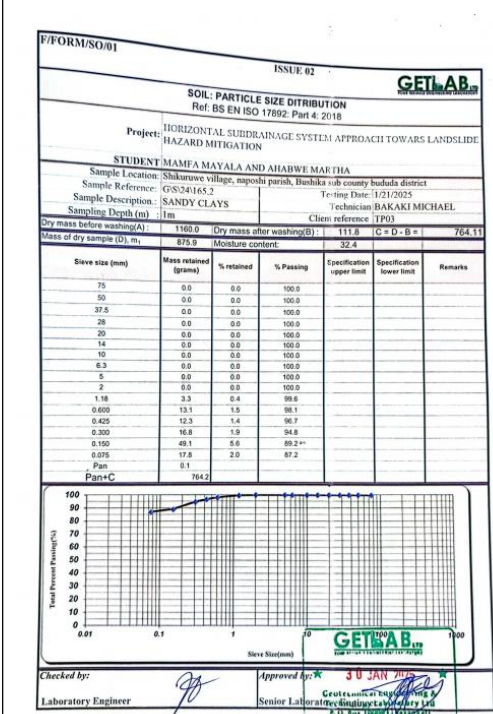 F/FORM/SO/01
ISSUE 02
GETLAB LTD
SOIL: PARTICLE SIZE DITRIBUTION
Ref: BS EN ISO 17892: Part 4: 2018
Project: HORIZONTAL SUBDRAINAGE SYSTEM APPROACH TOWARS LANDSLIDE
HAZARD MITIGATION
STUDENT MAMFA MAYALA AND AHABWE MARTHA
Sample Location: Shikuruwe village, naposhi parish, Bushika sub county bududa district
Sample Reference: G\S\24\165.2 Testing Date: 1/21/2025
Sample Description.: SANDY CLAYS Technician BAKAKI MICHAEL
Sampling Depth (m) : 1m Client reference TP03
Dry mass before washing(A) : 1160.0 Dry mass after washing(B) : 111.8 C = D - B = 764.11
Mass of dry sample (D), m1 875.9 Moisture content: 32.4
Sieve size (mm) Mass retained (grams) % retained % Passing Specification upper limit Specification lower limit Remarks
75 0.0 0.0 100.0
50 0.0 0.0 100.0
37.5 0.0 0.0 100.0
28 0.0 0.0 100.0
20 0.0 0.0 100.0
14 0.0 0.0 100.0
10 0.0 0.0 100.0
6.3 0.0 0.0 100.0
5 0.0 0.0 100.0
2 0.0 0.0 100.0
1.18 3.3 0.4 99.6
0.600 13.1 1.5 98.1
0.425 12.3 1.4 96.7
0.300 16.8 1.9 94.8
0.150 49.1 5.6 89.2
0.075 17.8 2.0 87.2
Pan 0.1
Pan+C 764.2
Total Percent Passing(%)
100
90
80
70
60
50
40
30
20
10
0
0.01 0.1 1 10 100 1000
Sieve Size(mm)
GETLAB LTD
Checked by: Approved by: 30 JAN 2025
Laboratory Engineer Senior Laboratory
Geotechnical Engineering &